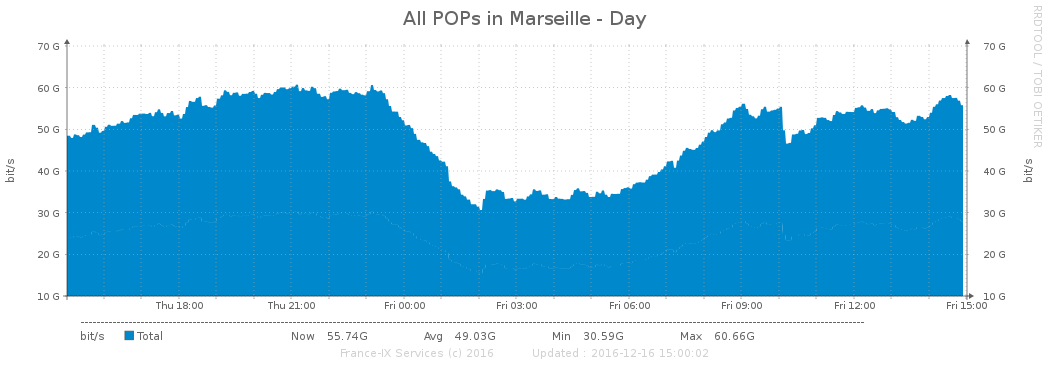 All POPs in Marseille - Day
RRDTOOL / TOBI OETIKER
70 G 70 G
60 G 60 G
50 G 50 G
40 G 40 G
30 G 30 G
20 G 20 G
10 G 10 G
bit/s bit/s
Thu 18:00 Thu 21:00 Fri 00:00 Fri 03:00 Fri 06:00 Fri 09:00 Fri 12:00 Fri 15:00
bit/s Total Now 55.74G Avg 49.03G Min 30.59G Max 60.66G
France-IX Services (c) 2016 Updated : 2016-12-16 15:00:02